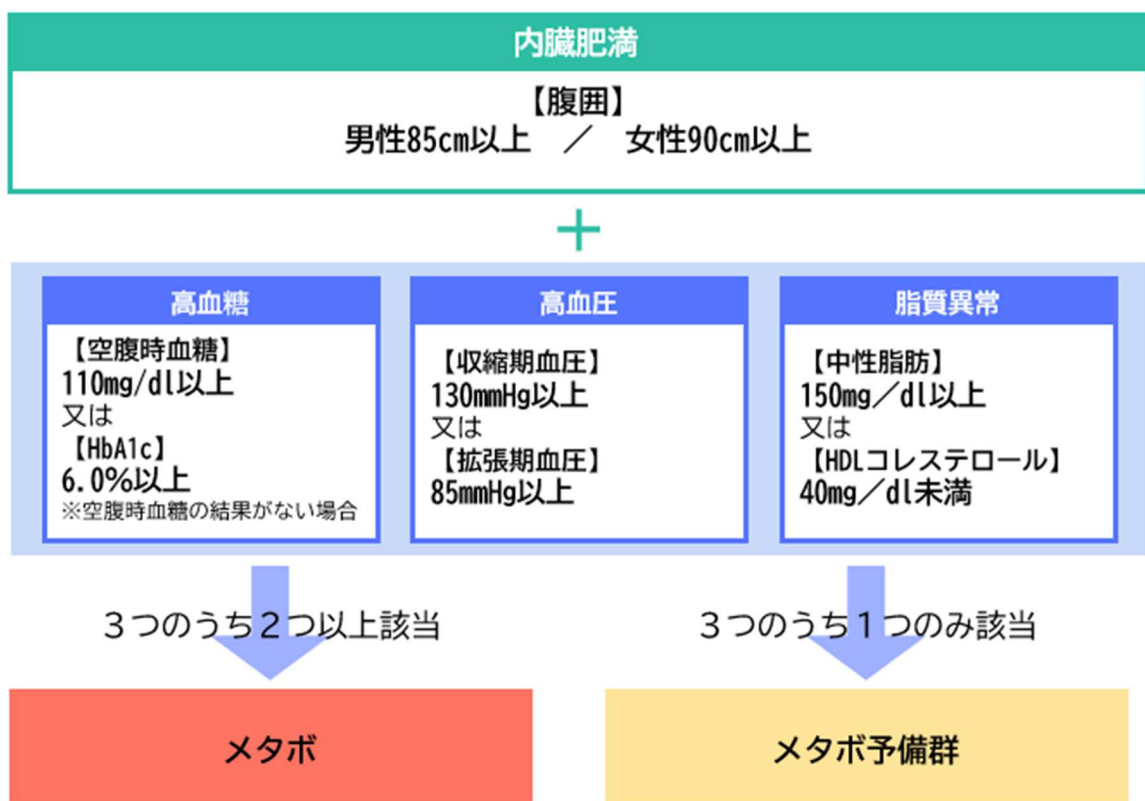 内臓肥満
【腹囲】
男性85cm以上 ／ 女性90cm以上
＋
高血糖
【空腹時血糖】
110mg/dl以上
又は
【HbA1c】
6.0%以上
※空腹時血糖の結果がない場合
高血圧
【収縮期血圧】
130mmHg以上
又は
【拡張期血圧】
85mmHg以上
脂質異常
【中性脂肪】
150mg／dl以上
又は
【HDLコレステロール】
40mg／dl未満
３つのうち２つ以上該当
３つのうち１つのみ該当
メタボ
メタボ予備群